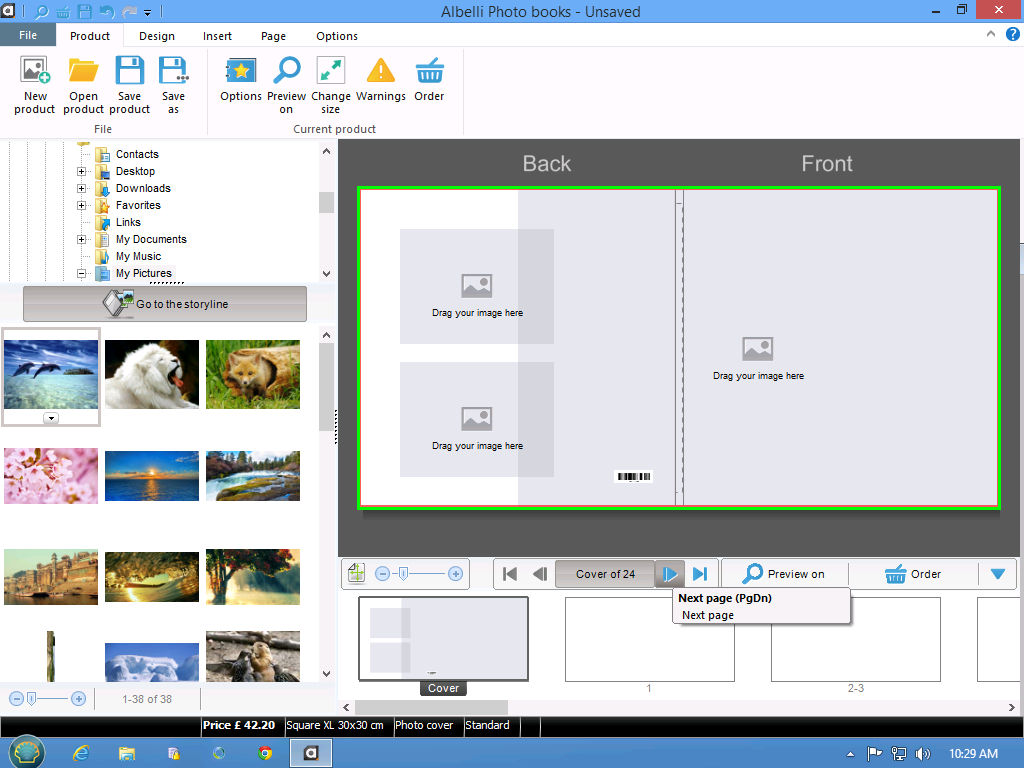 Albelli Photo books - Unsaved
File Product Design Insert Page Options
New product
Open product
Save product
Save as
Options
Preview on
Change size
Warnings
Order
File
Current product
Contacts
Desktop
Downloads
Favorites
Links
My Documents
My Music
My Pictures
Go to the storyline
1-38 of 38
Back
Front
Drag your image here
Drag your image here
Drag your image here
Cover of 24
Preview on
Order
Next page (PgDn)
Next page
Cover
1
2-3
Price £ 42.20 Square XL 30x30 cm Photo cover Standard
10:29 AM